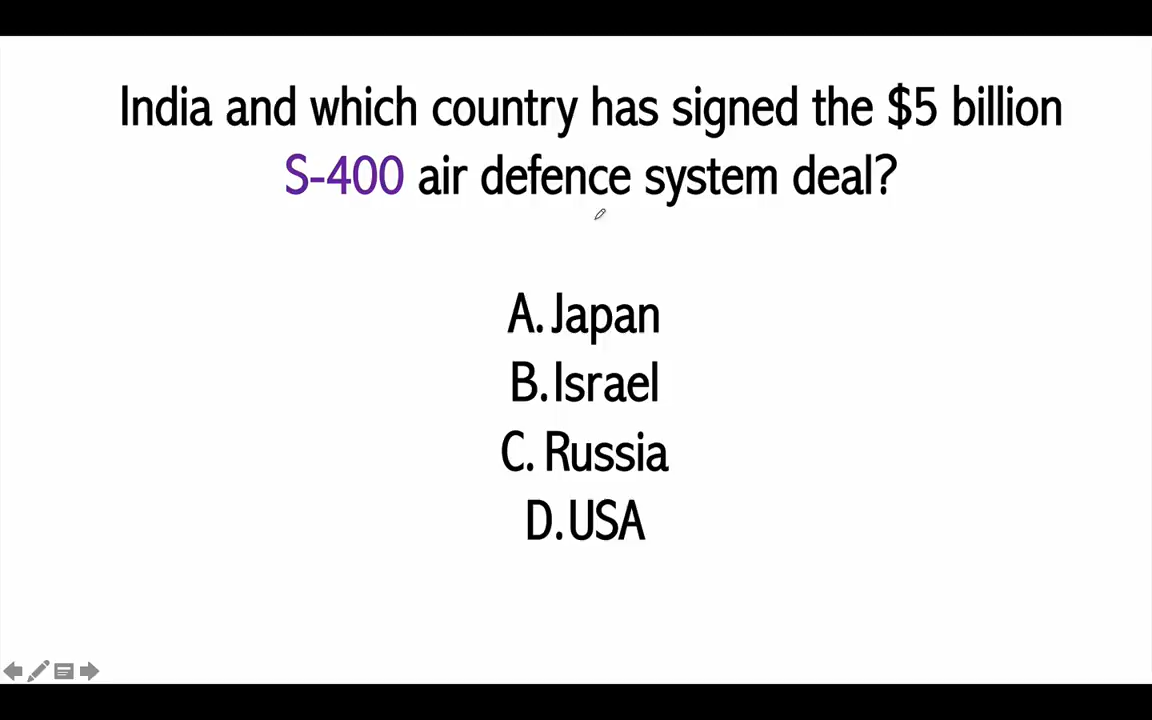 India and which country has signed the $5 billion
S-400 air defence system deal?
A. Japan
B. Israel
C. Russia
D. USA